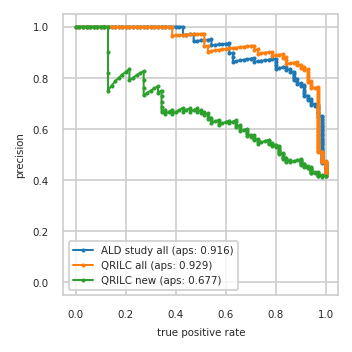 1.0
0.8
0.6
0.4
0.2
0.0
precision
ALD study all (aps: 0.916)
QRILC all (aps: 0.929)
QRILC new (aps: 0.677)
0.0 0.2 0.4 0.6 0.8 1.0
true positive rate